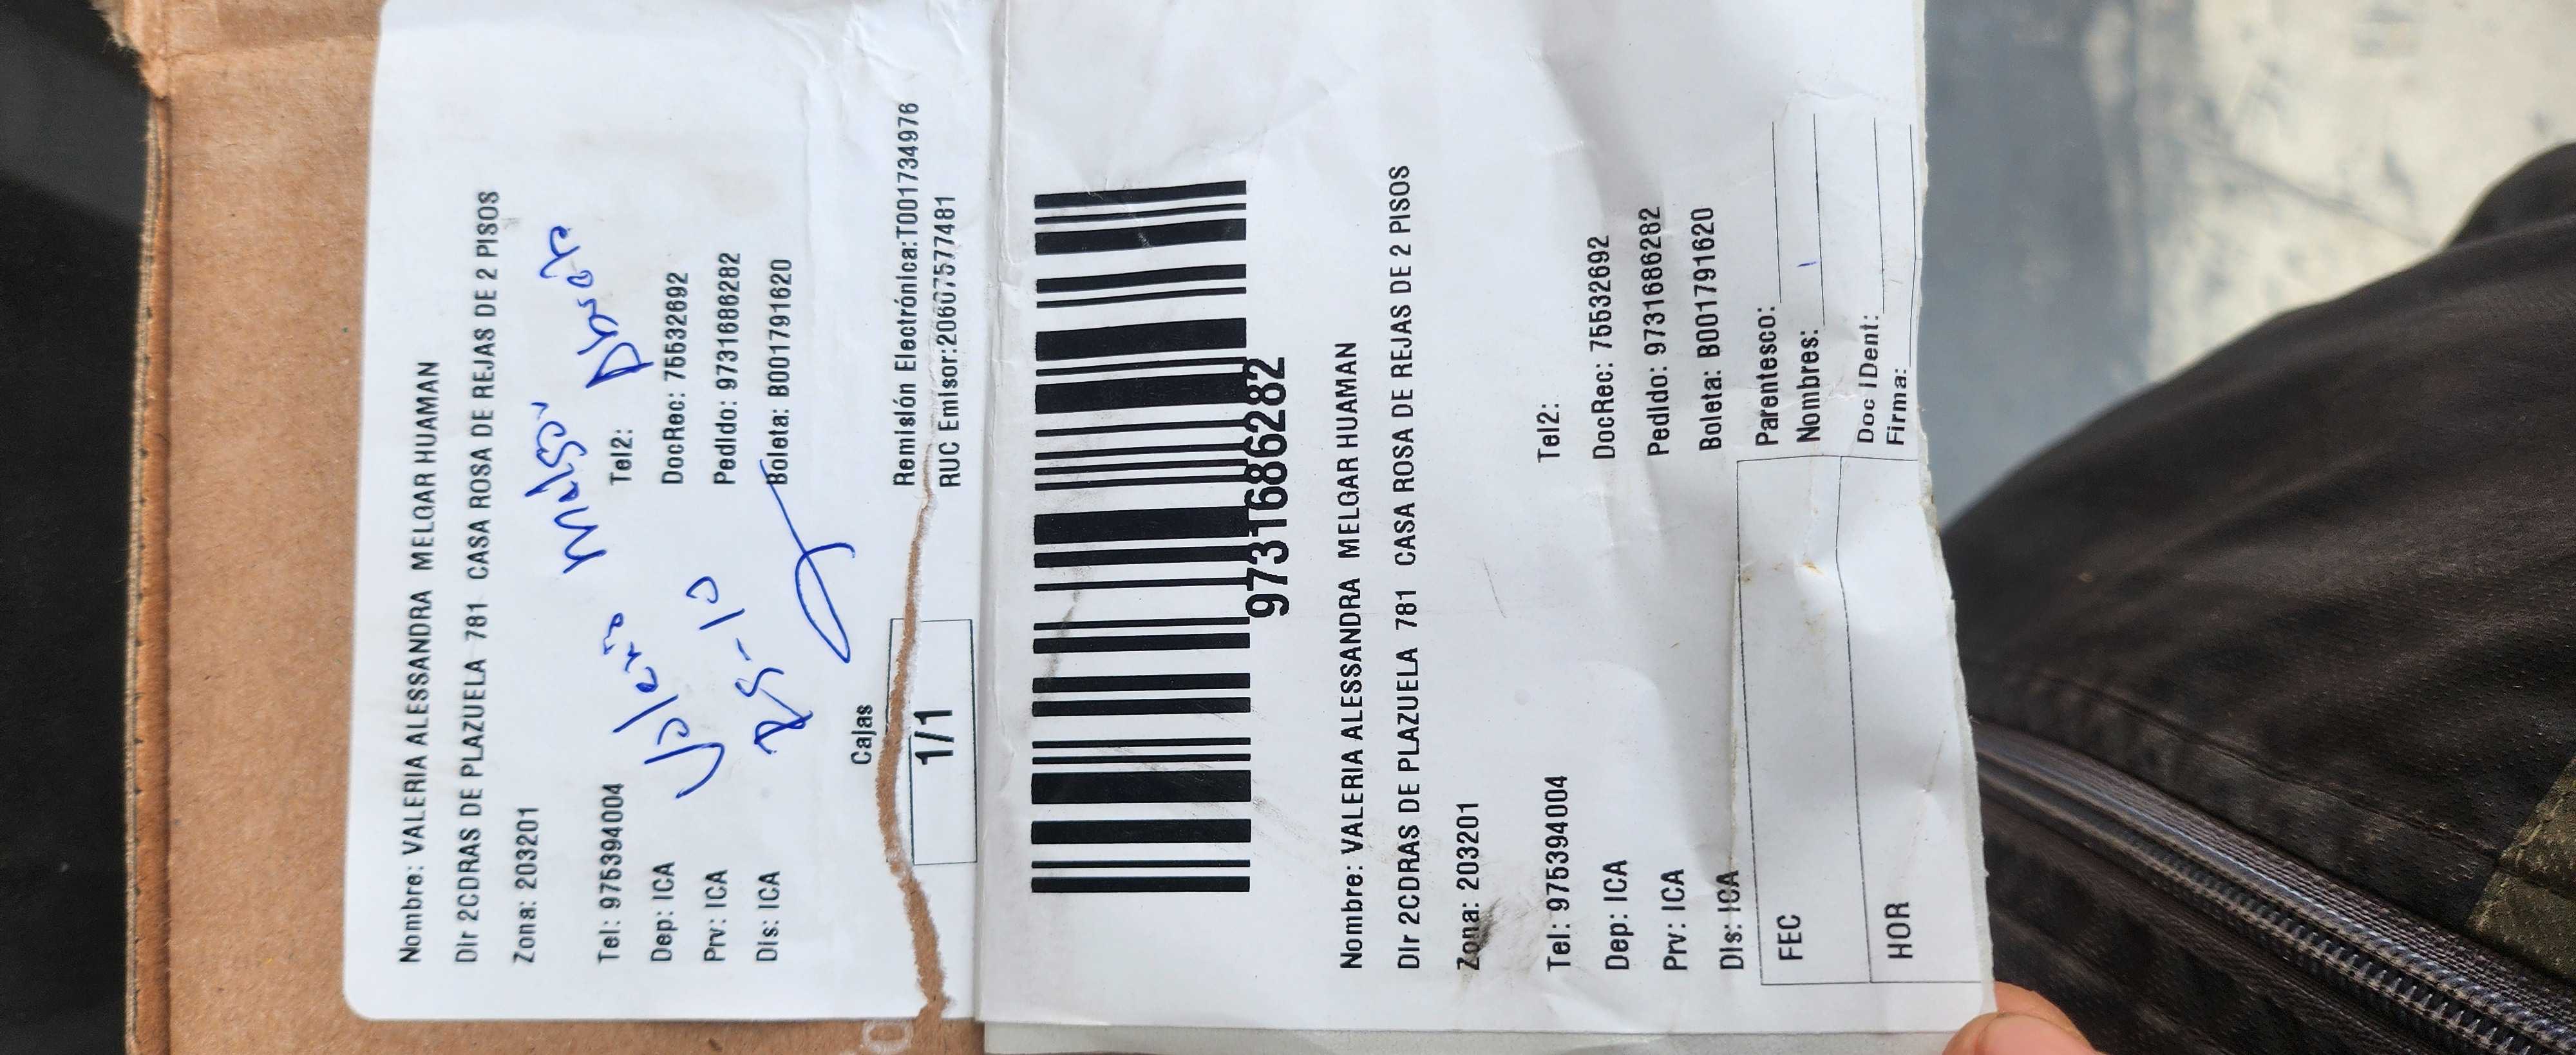 Nombre: VALERIA ALESSANDRA MELGAR HUAMAN
DIr 2CDRAS DE PLAZUELA 781 CASA ROSA DE REJAS DE 2 PISOS
Zona: 203201
Tel: 975394004 Tel2:
Dep: ICA DocRec: 75532692
Prv: ICA PedIdo: 9731686282
DIs: ICA Boleta: B001791620
Valeria Melgar
25-10
Cajas
1/1
RemIsIón Electrónica:T001734976
RUC EmIsor:20607577481
9731686282
Nombre: VALERIA ALESSANDRA MELGAR HUAMAN
DIr 2CDRAS DE PLAZUELA 781 CASA ROSA DE REJAS DE 2 PISOS
Zona: 203201
Tel: 975394004 Tel2:
Dep: ICA DocRec: 75532692
Prv: ICA PedIdo: 9731686282
DIs: ICA Boleta: B001791620
FEC Parentesco:
Nombres:
HOR Doc IDent:
Firma: